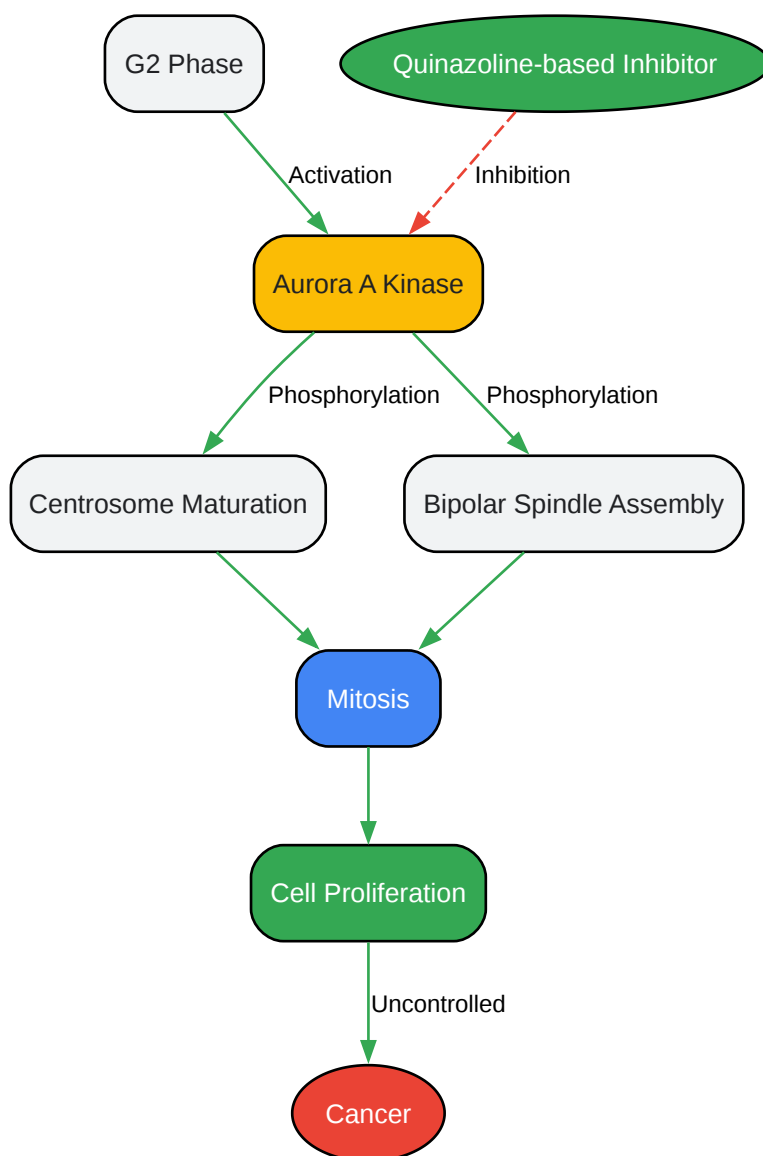 G2 Phase
Quinazoline-based Inhibitor
Activation
Inhibition
Aurora A Kinase
Phosphorylation
Phosphorylation
Centrosome Maturation
Bipolar Spindle Assembly
Mitosis
Cell Proliferation
Uncontrolled
Cancer